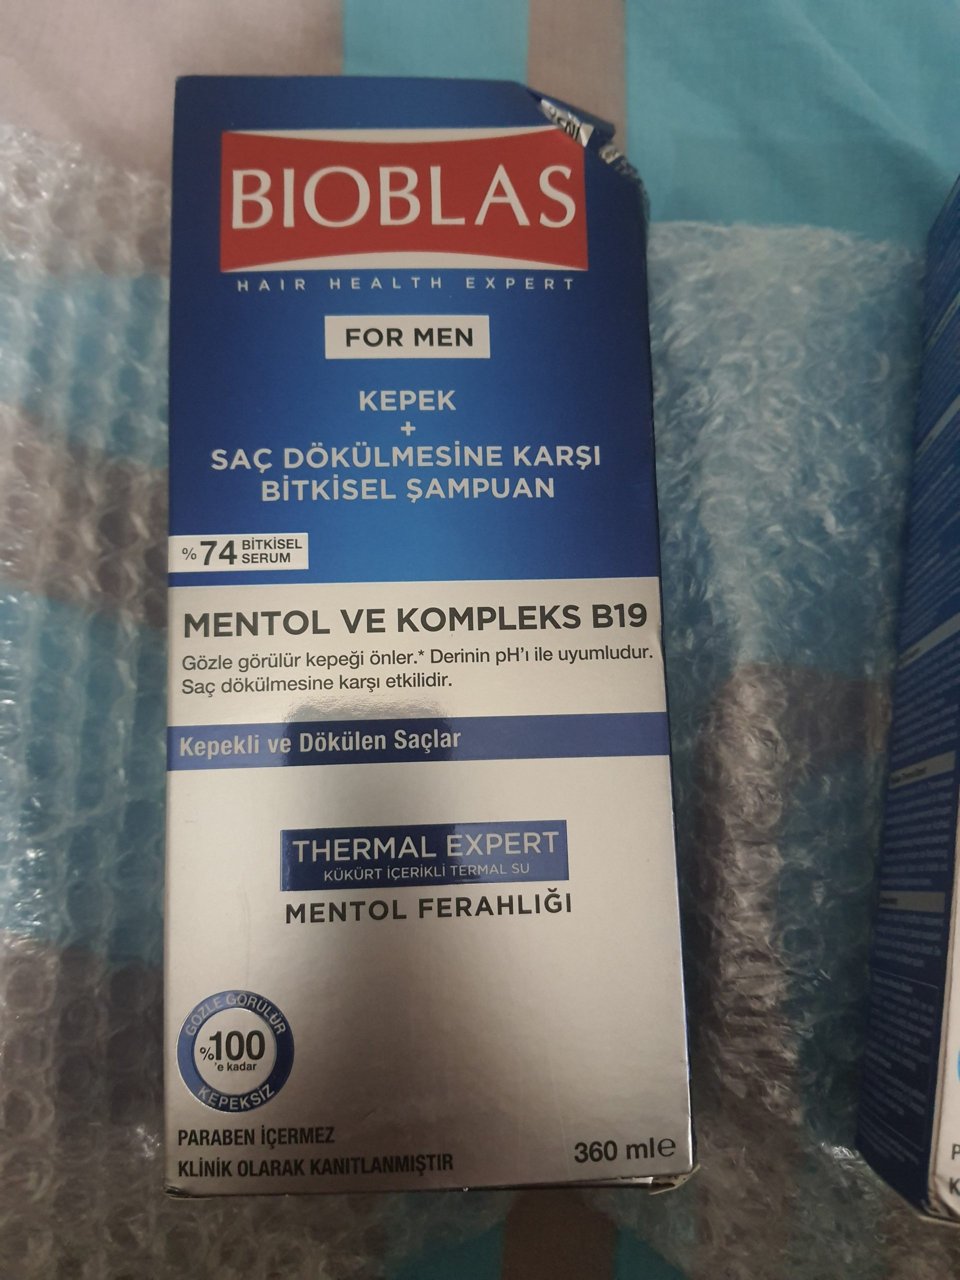 BIOBLAS
HAIR HEALTH EXPERT
FOR MEN
KEPEK
+
SAÇ DÖKÜLMESİNE KARŞI
BİTKİSEL ŞAMPUAN
%74 BİTKİSEL
SERUM
MENTOL VE KOMPLEKS B19
Gözle görülür kepeği önler.* Derinin pH'ı ile uyumludur.
Saç dökülmesine karşı etkilidir.
Kepekli ve Dökülen Saçlar
THERMAL EXPERT
KÜKÜRT İÇERİKLİ TERMAL SU
MENTOL FERAHLIĞI
GÖZLE GÖRÜLÜR
%100
'e kadar
KEPEKSİZ
PARABEN İÇERMEZ
KLİNİK OLARAK KANITLANMIŞTIR
360 ml℮